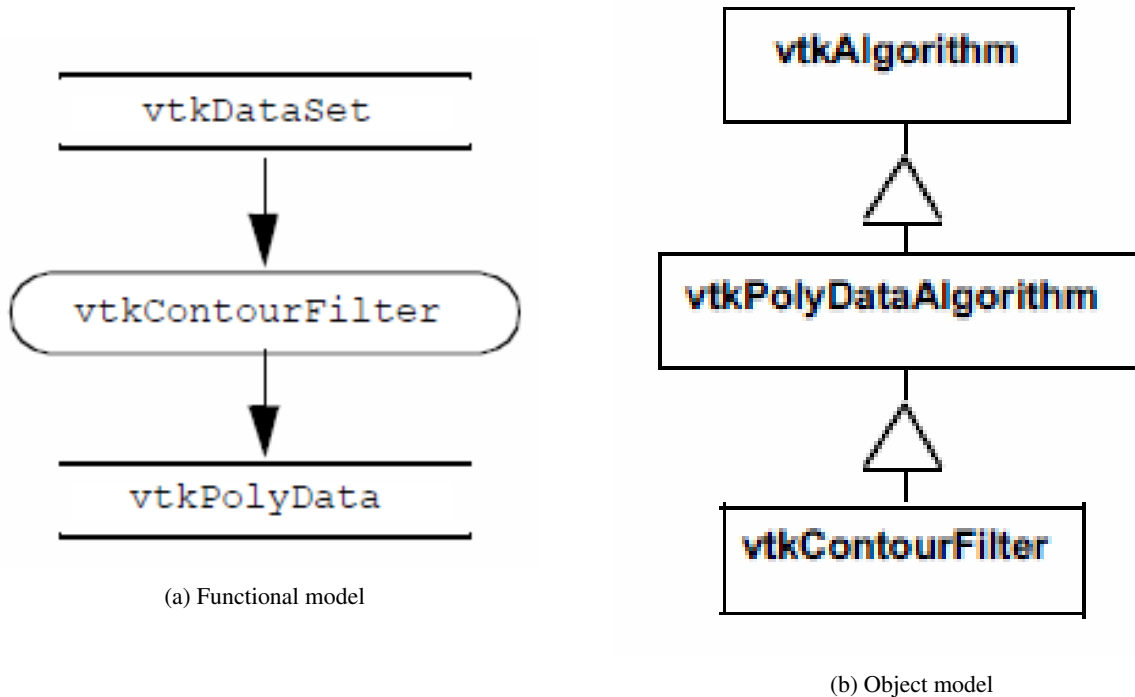 vtkDataSet
vtkContourFilter
vtkPolyData
(a) Functional model
vtkAlgorithm
vtkPolyDataAlgorithm
vtkContourFilter
(b) Object model